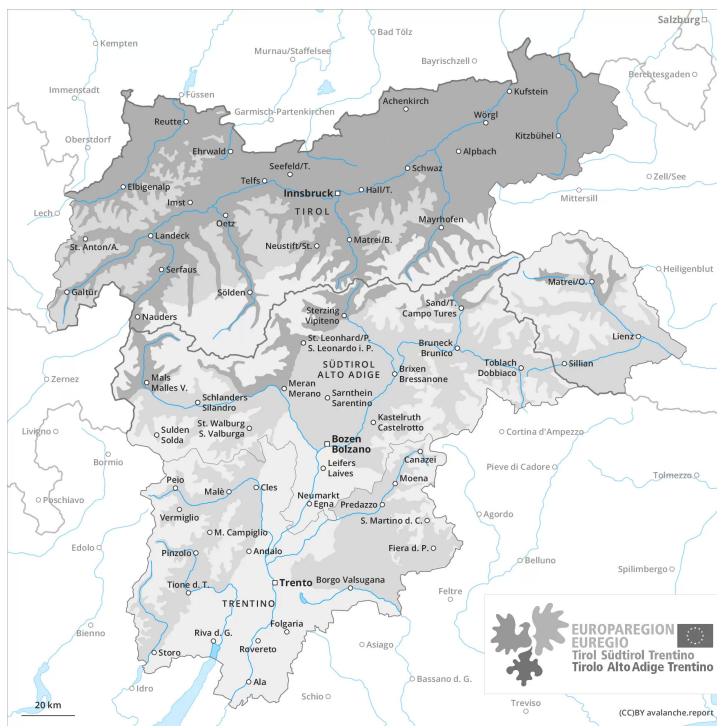 Salzburg
Kempten
Bad Tölz
Murnau/Staffelsee
Bayrischzell
Berchtesgaden
Immenstadt
Füssen
Kufstein
Achenkirch
Garmisch-Partenkirchen
Wörgl
Reutte
Kitzbühel
Oberstdorf
Ehrwald
Alpbach
Seefeld/T.
Schwaz
Zell/See
Telfs
Elbigenalp
Innsbruck
Hall/T.
Mittersill
Imst
TIROL
Lech
Oetz
Mayrhofen
Landeck
Matrei/B.
St. Anton/A.
Neustift/St.
Serfaus
Heiligenblut
Matrei/O.
Galtür
Sölden
Sand/T.
Campo Tures
Nauders
Sterzing
Vipiteno
St. Leonhard/P.
S. Leonardo i. P.
Lienz
Bruneck
Brunico
Toblach
Dobbiaco
Sillian
SÜDTIROL
ALTO ADIGE
Brixen
Bressanone
Zernez
Mals
Malles V.
Meran
Merano
Schlanders
Silandro
Sarnthein
Sarentino
Kastelruth
Castelrotto
St. Walburg
S. Valburga
Livigno
Sulden
Solda
Cortina d'Ampezzo
Bozen
Bolzano
Bormio
Canazei
Leifers
Laives
Pieve di Cadore
Tolmezzo
Peio
Malè
Cles
Moena
Poschiavo
Neumarkt
Egna
Predazzo
Vermiglio
Agordo
S. Martino d. C.
M. Campiglio
Edolo
Pinzolo
Andalo
Fiera d. P.
Belluno
Spilimbergo
Tione d. T.
Trento
Borgo Valsugana
Feltre
TRENTINO
Folgaria
Bienno
Riva d. G.
Rovereto
Asiago
Storo
Idro
Ala
Bassano d. G.
Schio
Treviso
EUROPAREGION
EUREGIO
Tirol Südtirol Trentino
Tirolo Alto Adige Trentino
20 km
(CC)BY avalanche.report